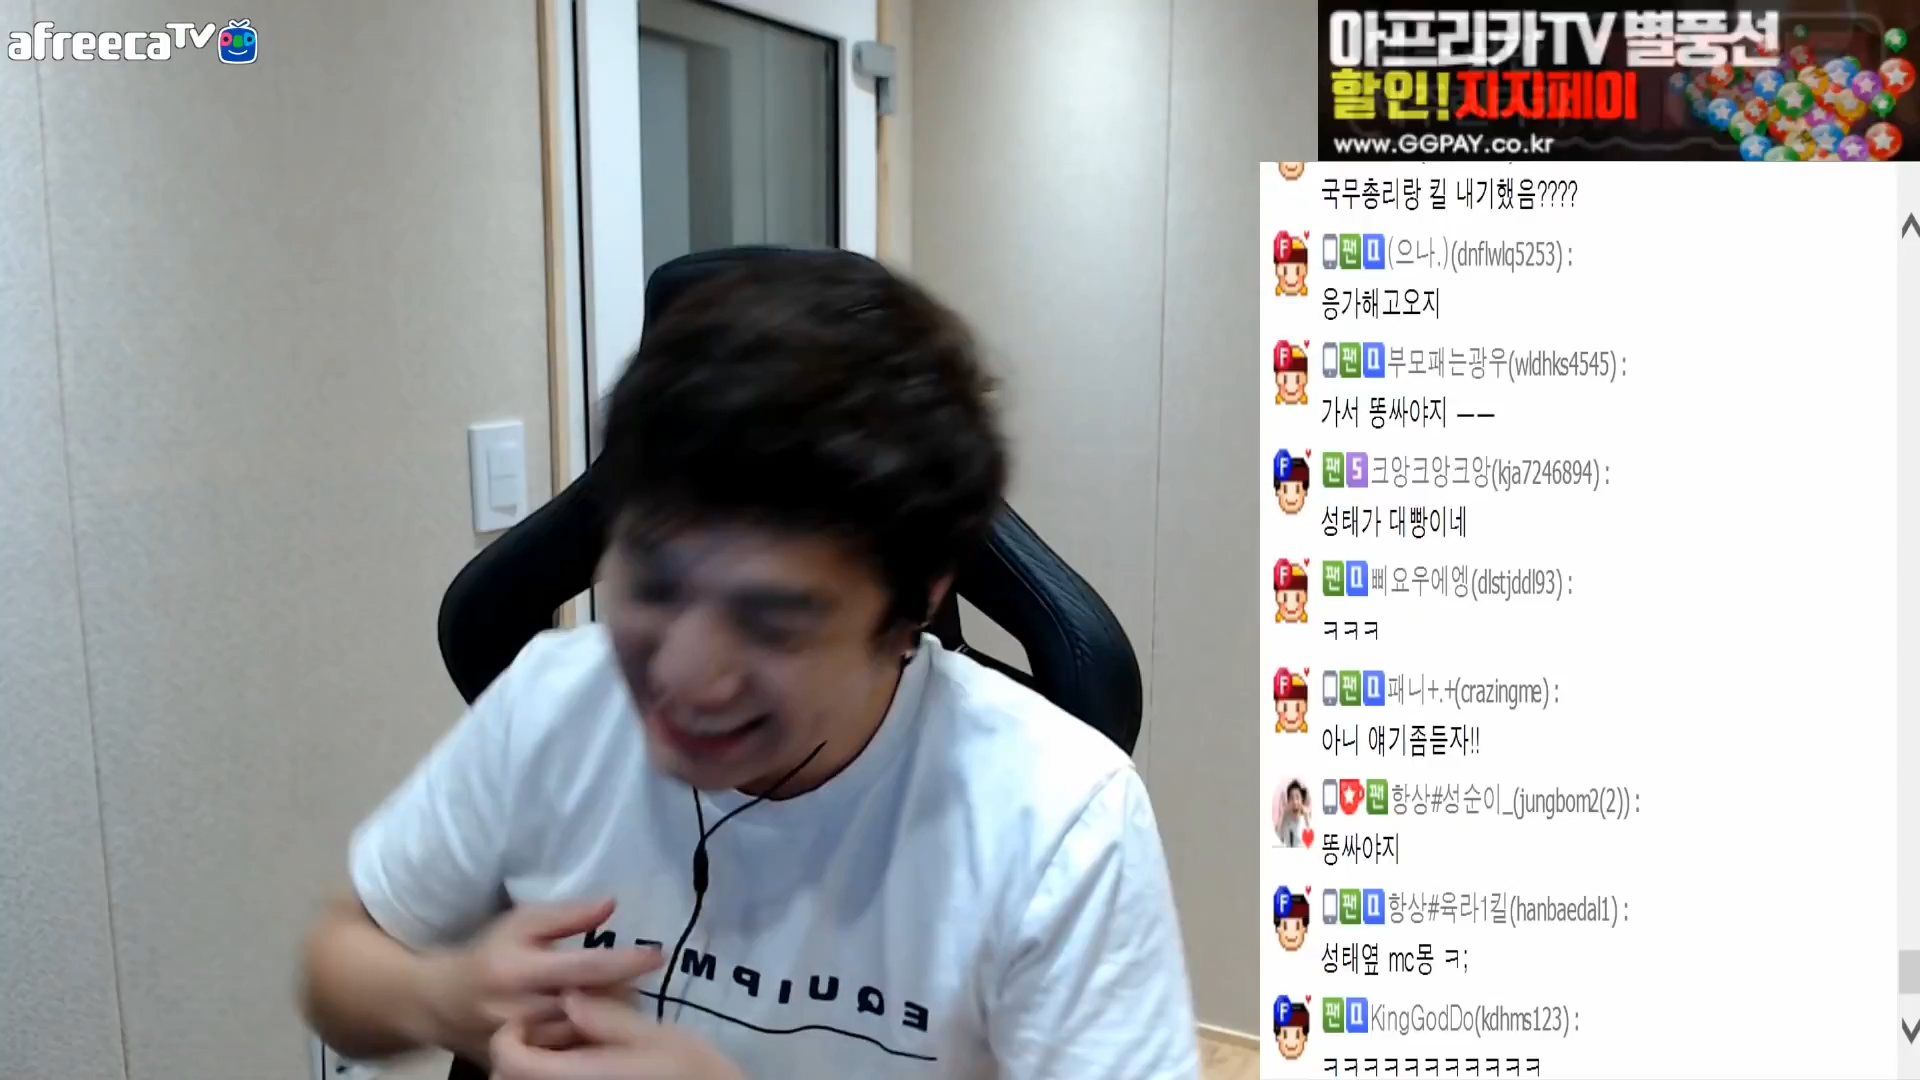 afreecaTV
아프리카TV 별풍선
할인! 지지페이
www.GGPAY.co.kr
국무총리랑 킬 내기했음????
F 팬 (으나.)(dnflwlq5253) :
응가해고오지
F 팬 부모패는광우(wldhks4545) :
가서 똥싸야지 ㅡㅡ
F 팬 S 크앙크앙크앙(kja7246894) :
성태가 대빵이네
F 팬 삐요우에엥(dlstjddl93) :
ㅋㅋㅋ
F 팬 패니+.+(crazingme) :
아니 얘기좀듣자!!
팬 항상#성순이_(jungbom2(2)) :
똥싸야지
F 팬 항상#육라1킬(hanbaedal1) :
성태옆 mc몽 ㅋ;
F 팬 KingGodDo(kdhms123) :
ㅋㅋㅋㅋㅋㅋㅋㅋㅋㅋㅋ
EQUIPMEN